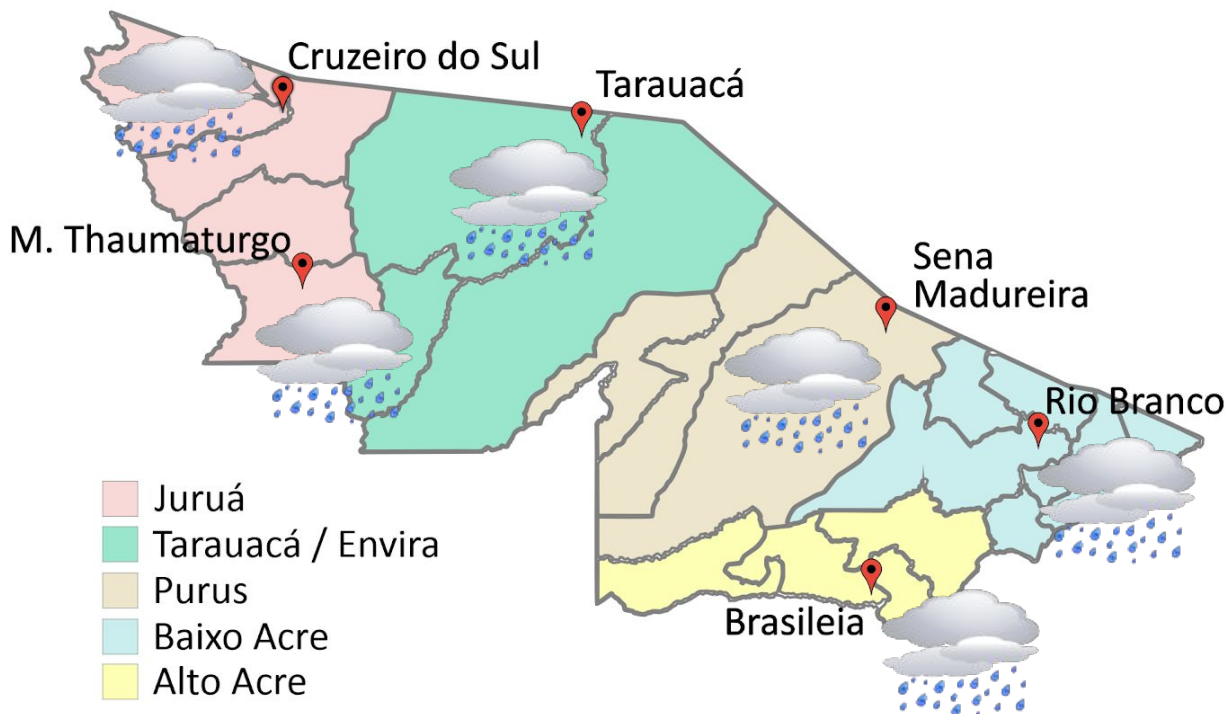 Cruzeiro do Sul
Tarauacá
M. Thaumaturgo
Sena
Madureira
Rio Branco
Brasileia
Juruá
Tarauacá / Envira
Purus
Baixo Acre
Alto Acre